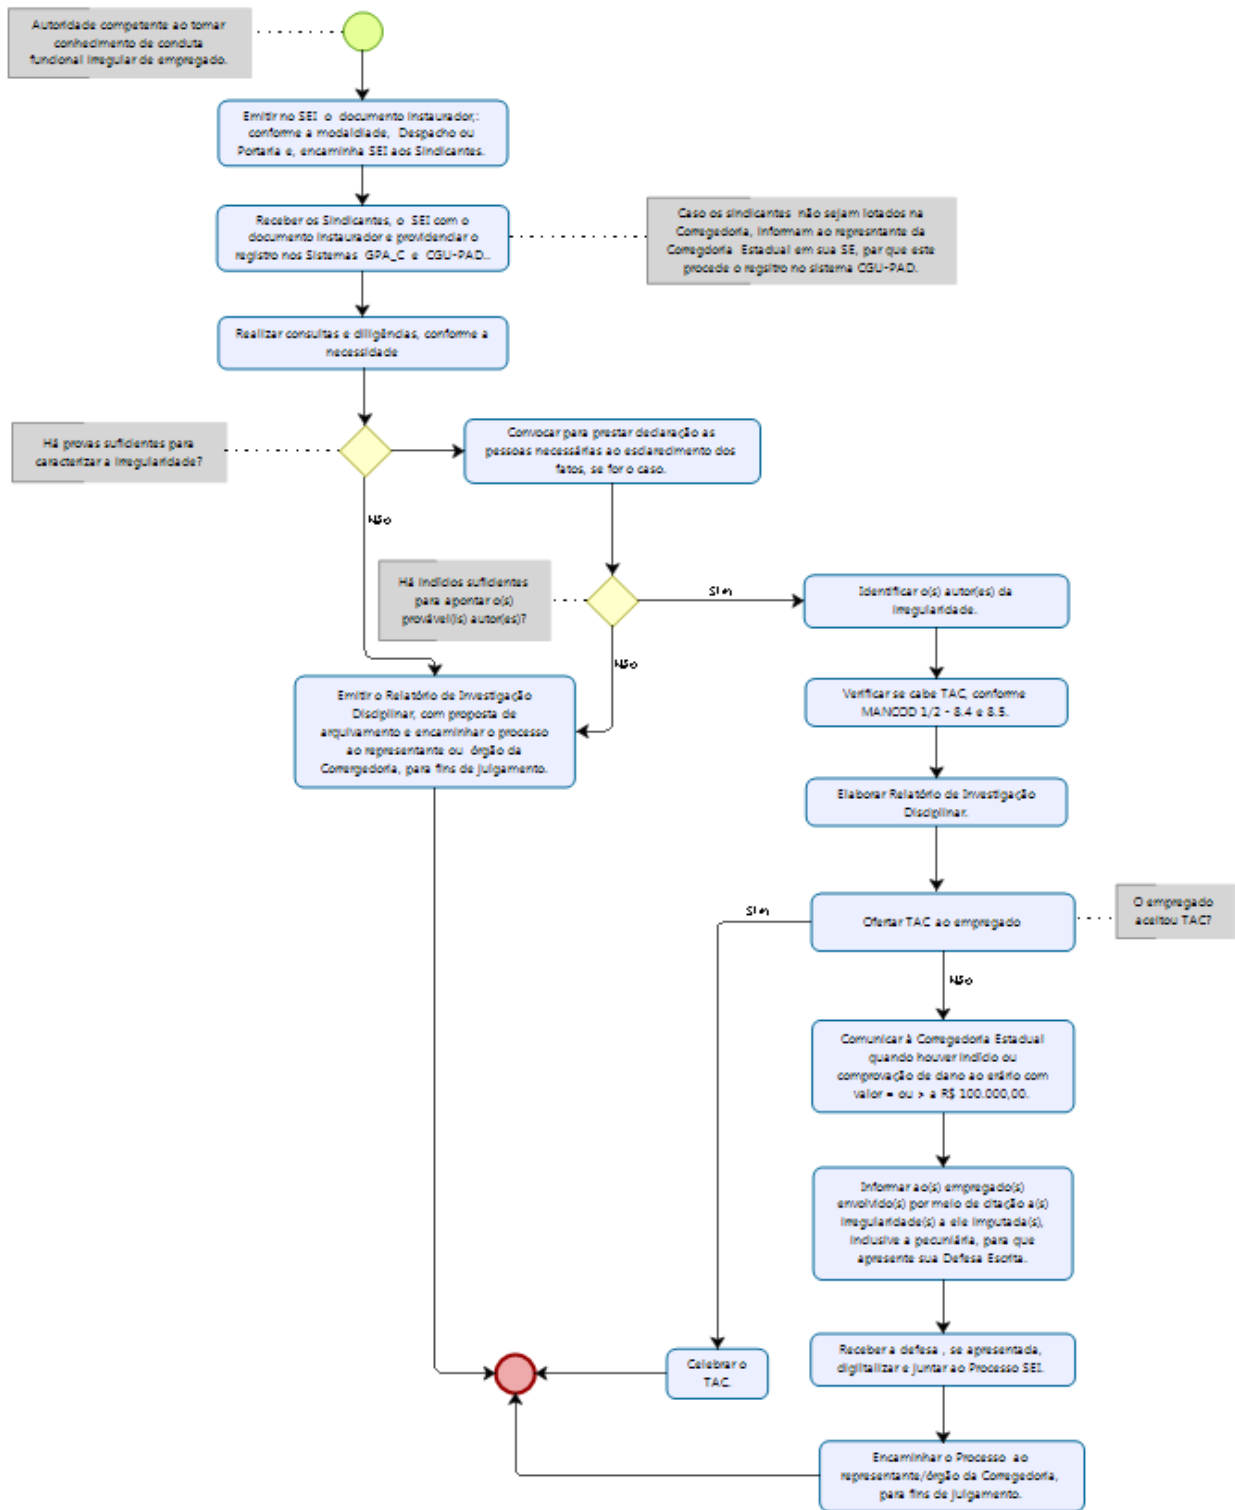 Autoridade competente ao tomar
conhecimento de conduta
funcional irregular de empregado.
Emitir no SEI o documento instaurador,:
conforme a modaldiade, Despacho ou
Portaria e, encaminha SEI aos Sindicantes.
Receber os Sindicantes, o SEI com o
documento instaurador e providenciar o
registro nos Sistemas GPA_C e CGU-PAD..
Caso os sindicantes não sejam lotados na
Corregedoria, informam ao represntante da
Corregdoria Estadual em sua SE, par que este
procede o regsitro no sistema CGU-PAD.
Realizar consultas e diligências, conforme a
necessidade
Há provas suficientes para
caracterizar a irregularidade?
Convocar para prestar declaração as
pessoas necessárias ao esclarecimento dos
fatos, se for o caso.
Não
Há indícios suficientes
para apontar o(s)
provável(is) autor(es)?
Sim
Identificar o(s) autor(es) da
irregularidade.
Não
Emitir o Relatório de Investigação
Disciplinar, com proposta de
arquivamento e encaminhar o processo
ao representante ou órgão da
Corrergedoria, para fins de julgamento.
Verificar se cabe TAC, conforme
MANCOD 1/2 - 8.4 e 8.5.
Elaborar Relatório de Investigação
Disciplinar.
Sim
Ofertar TAC ao empregado
O empregado
aceitou TAC?
Não
Comunicar à Corregedoria Estadual
quando houver indício ou
comprovação de dano ao erário com
valor = ou > a R$ 100.000,00.
Informar ao(s) empregado(s)
envolvido(s) por meio de citação a(s)
irregularidade(s) a ele imputada(s),
inclusive a pecuniária, para que
apresente sua Defesa Escrita.
Receber a defesa , se apresentada,
digilitalizar e juntar ao Processo SEI.
Celebrar o
TAC.
Encaminhar o Processo ao
representante/órgão da Corregedoria,
para fins de julgamento.